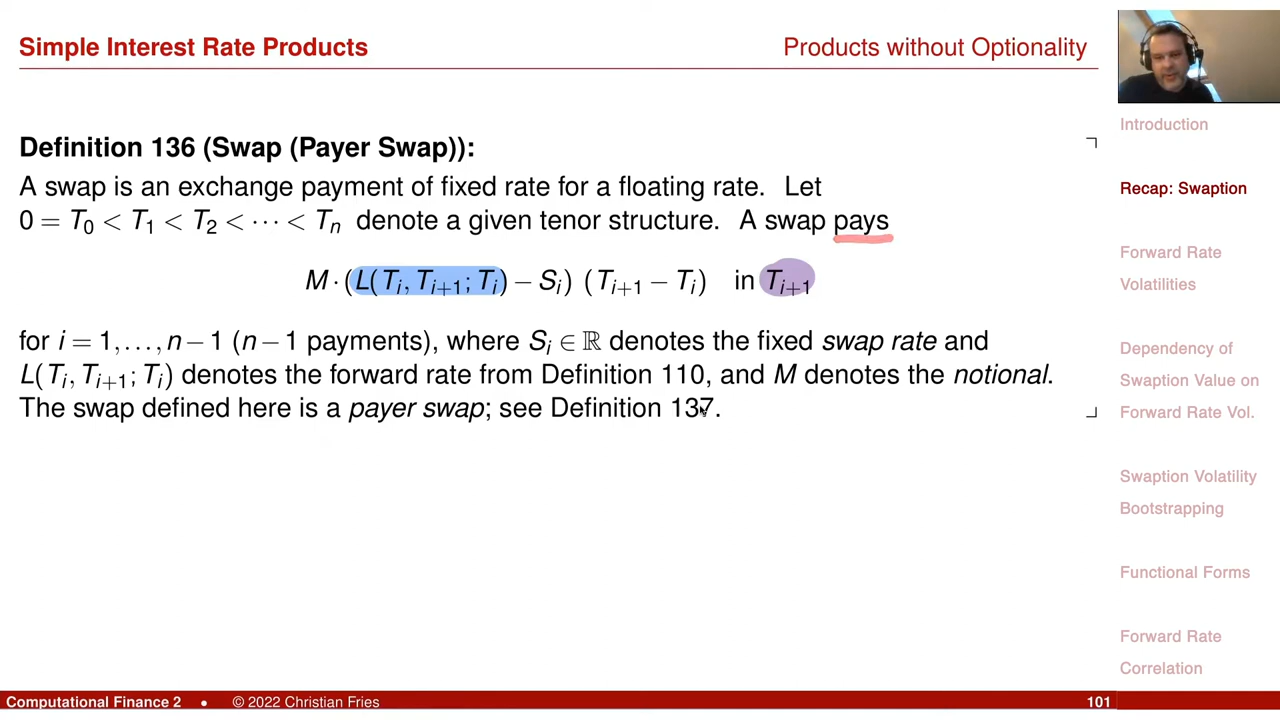 Simple Interest Rate Products
Products without Optionality
Definition 136 (Swap (Payer Swap)):
A swap is an exchange payment of fixed rate for a floating rate. Let
0 = T₀ < T₁ < T₂ < ⋯ < Tₙ denote a given tenor structure. A swap pays
M · (L(Tᵢ, Tᵢ₊₁; Tᵢ) − Sᵢ) (Tᵢ₊₁ − Tᵢ) in Tᵢ₊₁
for i = 1, . . . , n − 1 (n − 1 payments), where Sᵢ ∈ ℝ denotes the fixed swap rate and
L(Tᵢ, Tᵢ₊₁; Tᵢ) denotes the forward rate from Definition 110, and M denotes the notional.
The swap defined here is a payer swap; see Definition 137.
Introduction
Recap: Swaption
Forward Rate
Volatilities
Dependency of
Swaption Value on
Forward Rate Vol.
Swaption Volatility
Bootstrapping
Functional Forms
Forward Rate
Correlation
Computational Finance 2 • © 2022 Christian Fries
101